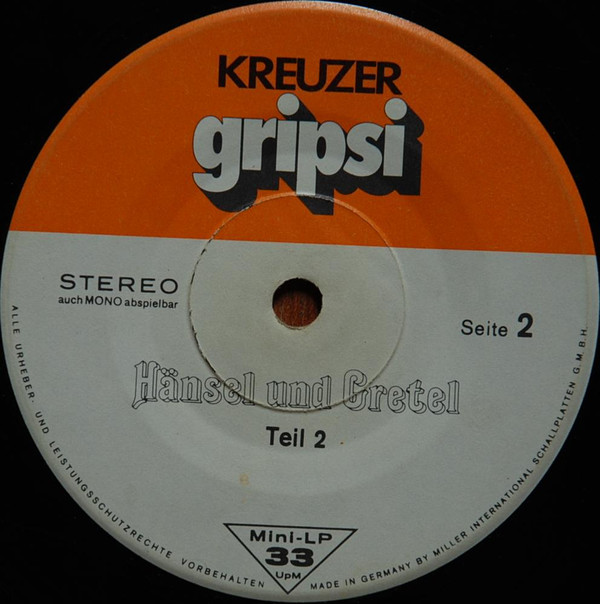 KREUZER
gripsi
STEREO
auch MONO abspielbar
Seite 2
Hänsel und Gretel
Teil 2
Mini-LP
33
UpM
ALLE URHEBER- UND LEISTUNGSSCHUTZRECHTE VORBEHALTEN
MADE IN GERMANY BY MILLER INTERNATIONAL SCHALLPLATTEN G.M.B.H.